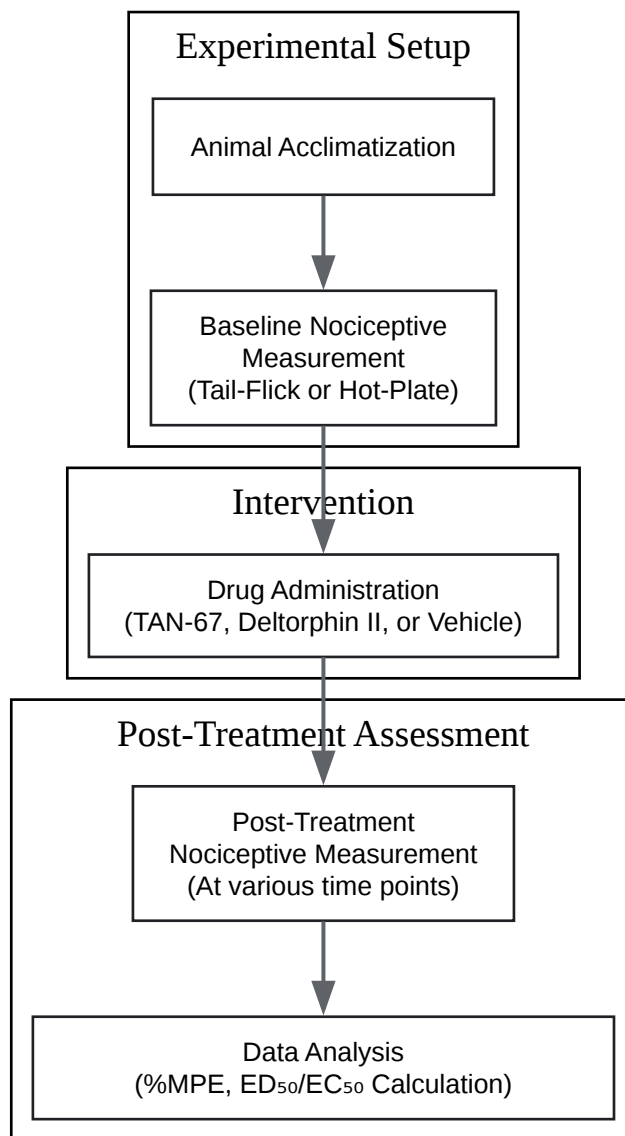 Experimental Setup
Animal Acclimatization
Baseline Nociceptive
Measurement
(Tail-Flick or Hot-Plate)
Intervention
Drug Administration
(TAN-67, Deltorphin II, or Vehicle)
Post-Treatment Assessment
Post-Treatment
Nociceptive Measurement
(At various time points)
Data Analysis
(%MPE, ED₅₀/EC₅₀ Calculation)